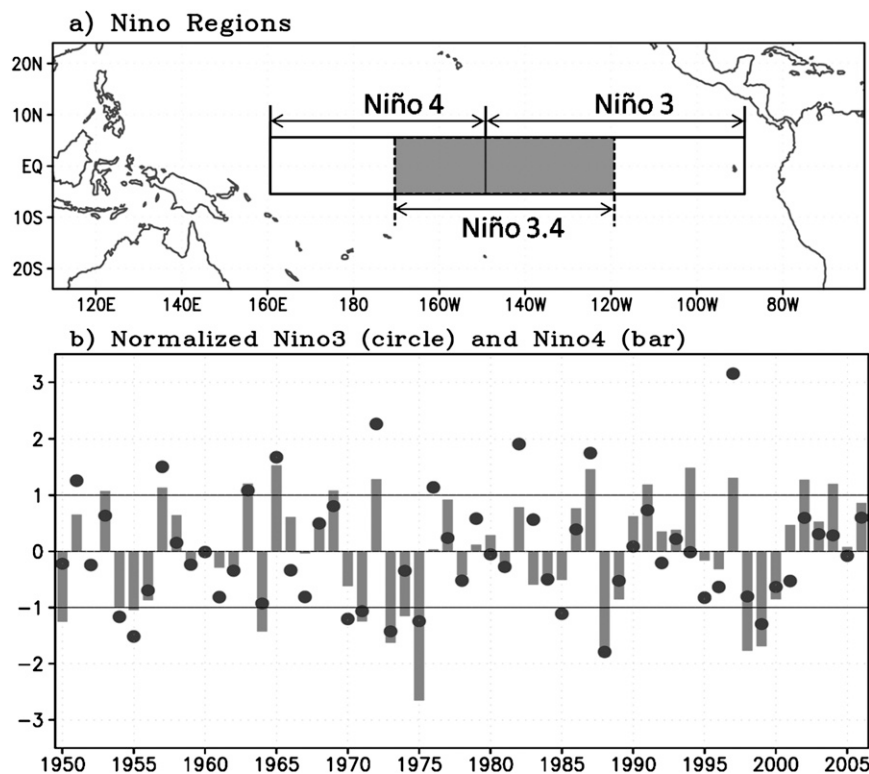 a) Nino Regions
20N
10N
EQ
10S
20S
Niño 4
Niño 3
Niño 3.4
120E 140E 160E 180 160W 140W 120W 100W 80W
b) Normalized Nino3 (circle) and Nino4 (bar)
3
2
1
0
-1
-2
-3
1950 1955 1960 1965 1970 1975 1980 1985 1990 1995 2000 2005